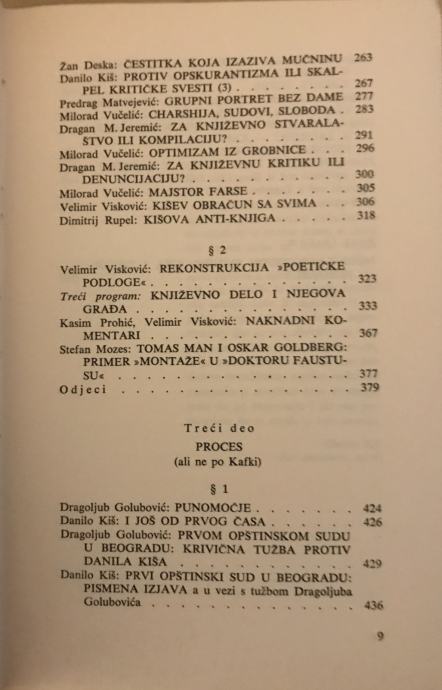 Žan Deska: ČESTITKA KOJA IZAZIVA MUČNINU 263
Danilo Kiš: PROTIV OPSKURANTIZMA ILI SKAL-
PEL KRITIČKE SVESTI (3) . . . . . . . . 267
Predrag Matvejević: GRUPNI PORTRET BEZ DAME 277
Milorad Vučelić: CHARSHIJA, SUDOVI, SLOBODA . 283
Dragan M. Jeremić: ZA KNJIŽEVNO STVARALA-
ŠTVO ILI KOMPILACIJU? . . . . . . . . 291
Milorad Vučelić: OPTIMIZAM IZ GROBNICE . . . 296
Dragan M. Jeremić: ZA KNJIŽEVNU KRITIKU ILI
DENUNCIJACIJU? . . . . . . . . . . 300
Milorad Vučelić: MAJSTOR FARSE . . . . . . 305
Velimir Visković: KIŠEV OBRAČUN SA SVIMA . . 306
Dimitrij Rupel: KIŠOVA ANTI-KNJIGA . . . . . 318
§ 2
Velimir Visković: REKONSTRUKCIJA »POETIČKE
PODLOGE« . . . . . . . . . . . . 323
Treći program: KNJIŽEVNO DELO I NJEGOVA
GRAĐA . . . . . . . . . . . . . 333
Kasim Prohić, Velimir Visković: NAKNADNI KO-
MENTARI . . . . . . . . . . . . 367
Stefan Mozes: TOMAS MAN I OSKAR GOLDBERG:
PRIMER »MONTAŽE« U »DOKTORU FAUSTU-
SU« . . . . . . . . . . . . . . 377
Odjeci . . . . . . . . . . . . . 379
Treći deo
PROCES
(ali ne po Kafki)
§ 1
Dragoljub Golubović: PUNOMOĆJE . . . . . . 424
Danilo Kiš: I JOŠ OD PRVOG ČASA . . . . . . 426
Dragoljub Golubović: PRVOM OPŠTINSKOM SUDU
U BEOGRADU: KRIVIČNA TUŽBA PROTIV
DANILA KIŠA . . . . . . . . . . . 429
Danilo Kiš: PRVI OPŠTINSKI SUD U BEOGRADU:
PISMENA IZJAVA a u vezi s tužbom Dragoljuba
Golubovića . . . . . . . . . . . . 436
9